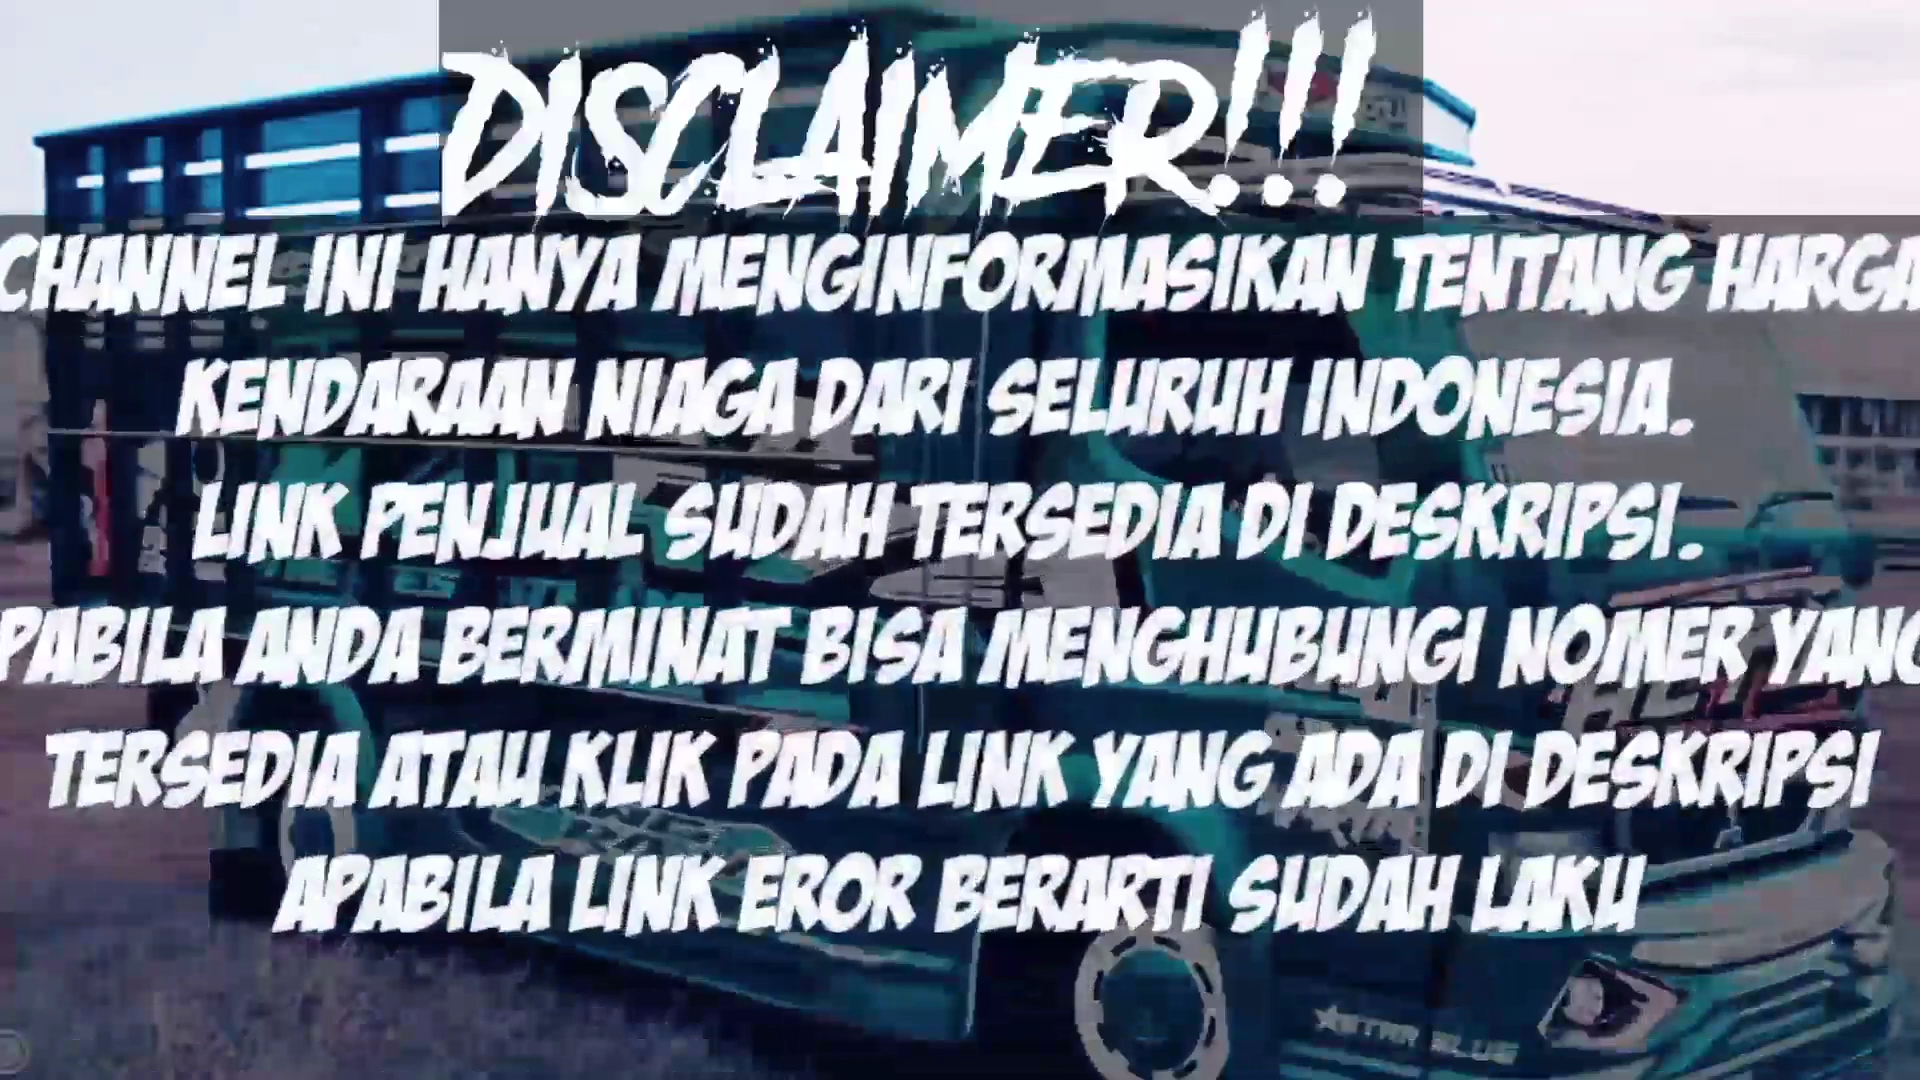 DISCLAIMER!!!
CHANNEL INI HANYA MENGINFORMASIKAN TENTANG HARGA
KENDARAAN NIAGA DARI SELURUH INDONESIA.
LINK PENJUAL SUDAH TERSEDIA DI DESKRIPSI.
PABILA ANDA BERMINAT BISA MENGHUBUNGI NOMER YANG
TERSEDIA ATAU KLIK PADA LINK YANG ADA DI DESKRIPSI
APABILA LINK EROR BERARTI SUDAH LAKU
STAR BLUE